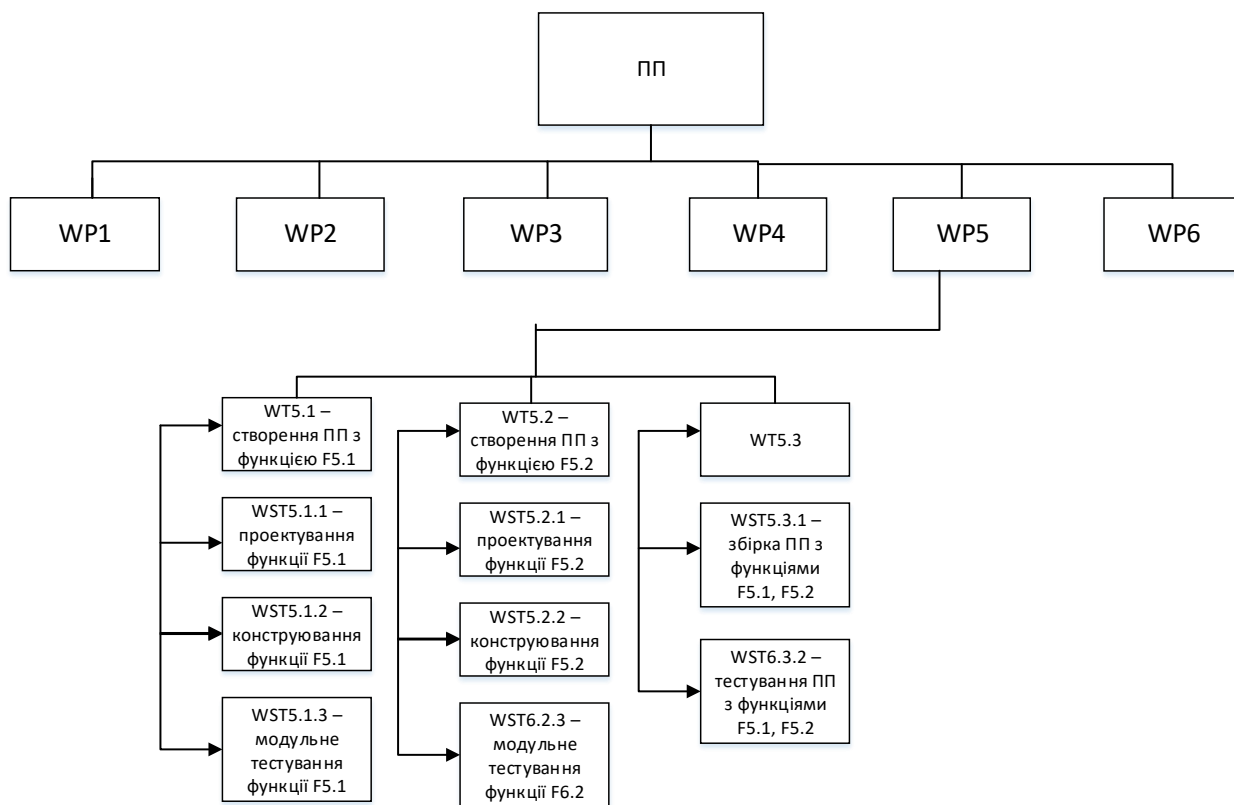 ПП
WP1
WP2
WP3
WP4
WP5
WP6
WT5.1 –
створення ПП з
функцією F5.1
WST5.1.1 –
проектування
функції F5.1
WST5.1.2 –
конструювання
функції F5.1
WST5.1.3 –
модульне
тестування
функції F5.1
WT5.2 –
створення ПП з
функцією F5.2
WST5.2.1 –
проектування
функції F5.2
WST5.2.2 –
конструювання
функції F5.2
WST6.2.3 –
модульне
тестування
функції F6.2
WT5.3
WST5.3.1 –
збірка ПП з
функціями
F5.1, F5.2
WST6.3.2 –
тестування ПП
з функціями
F5.1, F5.2